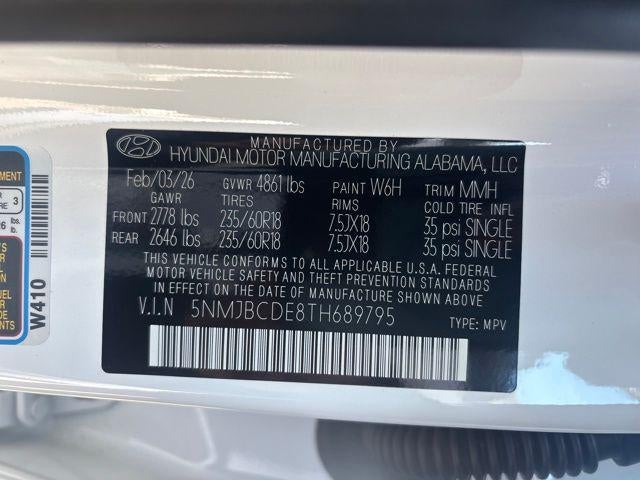 MANUFACTURED BY
HYUNDAI MOTOR MANUFACTURING ALABAMA, LLC
Feb/03/26 GVWR 4861 lbs PAINT W6H TRIM MMH
GAWR TIRES RIMS COLD TIRE INFL
FRONT 2778 lbs 235/60R18 7.5JX18 35 psi SINGLE
REAR 2646 lbs 235/60R18 7.5JX18 35 psi SINGLE
THIS VEHICLE CONFORMS TO ALL APPLICABLE U.S.A. FEDERAL
MOTOR VEHICLE SAFETY AND THEFT PREVENTION STANDARDS
IN EFFECT ON THE DATE OF MANUFACTURE SHOWN ABOVE.
V.I.N 5NMJBCDE8TH689795 TYPE: MPV
W410
3
lbs.